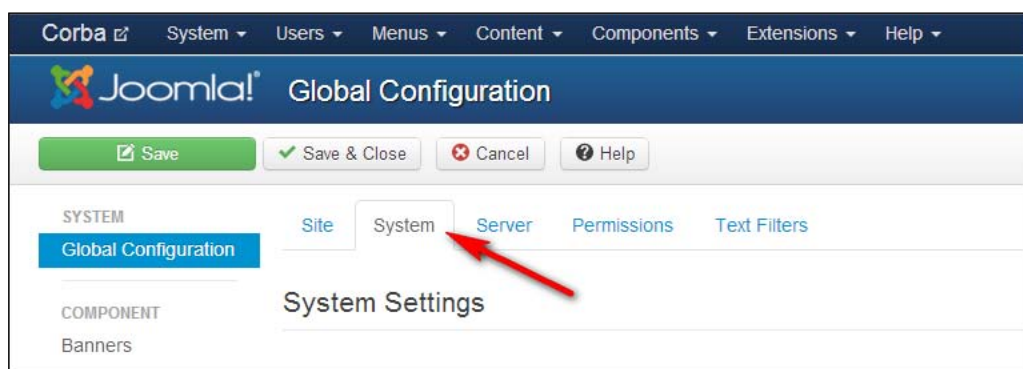 Corba System Users Menus Content Components Extensions Help
Joomla! Global Configuration
Save Save & Close Cancel Help
SYSTEM
Global Configuration
COMPONENT
Banners
Site System Server Permissions Text Filters
System Settings